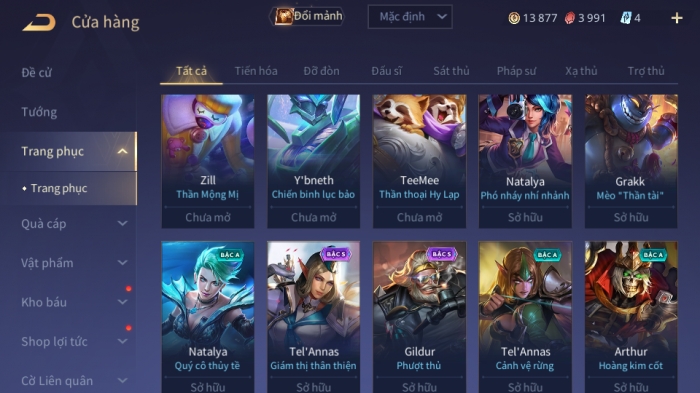 Cửa hàng
Đổi mảnh
Mặc định
13 877
3 991
4
Đề cử
Tướng
Trang phục
Trang phục
Quà cáp
Vật phẩm
Kho báu
Shop lợi tức
Cờ Liên quân
Tất cả
Tiến hóa
Đỡ đòn
Đấu sĩ
Sát thủ
Pháp sư
Xạ thủ
Trợ thủ
Zill
Thần Mộng Mị
Chưa mở
Y'bneth
Chiến binh lục bảo
Chưa mở
TeeMee
Thần thoại Hy Lạp
Chưa mở
Natalya
Phó nháy nhí nhảnh
Sở hữu
Grakk
Mèo "Thần tài"
Sở hữu
BẬC A
Natalya
Quý cô thủy tề
Sở hữu
BẬC S
Tel'Annas
Giám thị thân thiện
Sở hữu
BẬC S
Gildur
Phượt thủ
Sở hữu
BẬC A
Tel'Annas
Cảnh vệ rừng
Sở hữu
BẬC A
Arthur
Hoàng kim cốt
Sở hữu